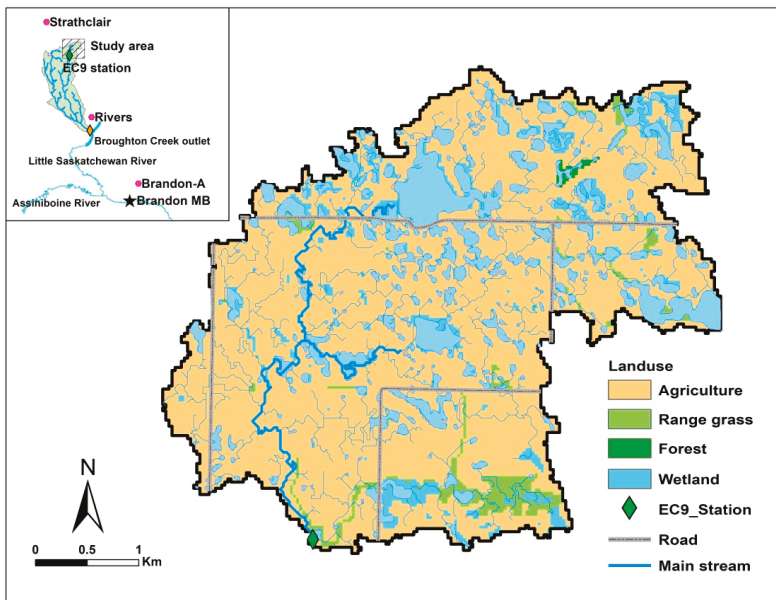 Strathclair
Study area
EC9 station
Rivers
Broughton Creek outlet
Little Saskatchewan River
Brandon-A
Assiniboine River
Brandon MB
Landuse
Agriculture
Range grass
Forest
Wetland
EC9_Station
Road
Main stream
N
0 0.5 1
Km